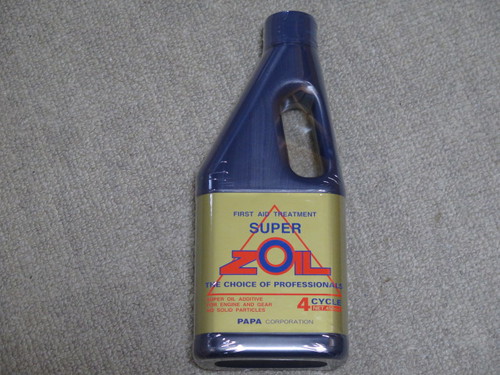 FIRST AID TREATMENT
SUPER
ZOIL
THE CHOICE OF PROFESSIONALS
SUPER OIL ADDITIVE
FOR ENGINE AND GEAR
NO SOLID PARTICLES
4 CYCLE
NET
PAPA CORPORATION